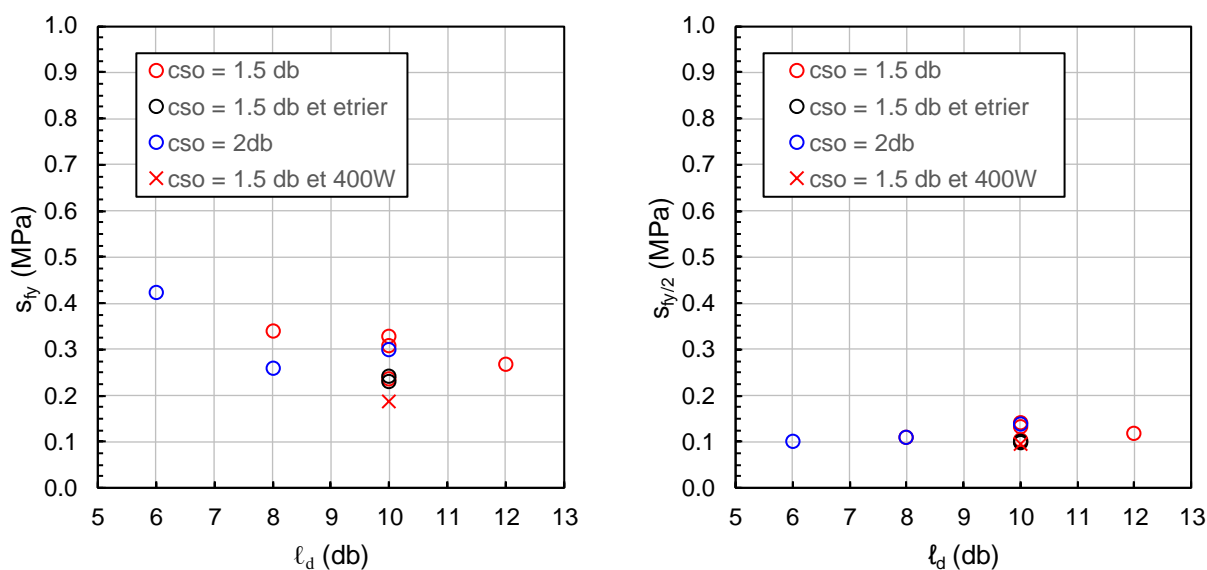 1.0
0.9
0.8
0.7
0.6
0.5
0.4
0.3
0.2
0.1
0.0
s_fy (MPa)
cso = 1.5 db
cso = 1.5 db et etrier
cso = 2db
cso = 1.5 db et 400W
5 6 7 8 9 10 11 12 13
ℓ_d (db)
1.0
0.9
0.8
0.7
0.6
0.5
0.4
0.3
0.2
0.1
0.0
s_fy/2 (MPa)
cso = 1.5 db
cso = 1.5 db et etrier
cso = 2db
cso = 1.5 db et 400W
5 6 7 8 9 10 11 12 13
ℓ_d (db)